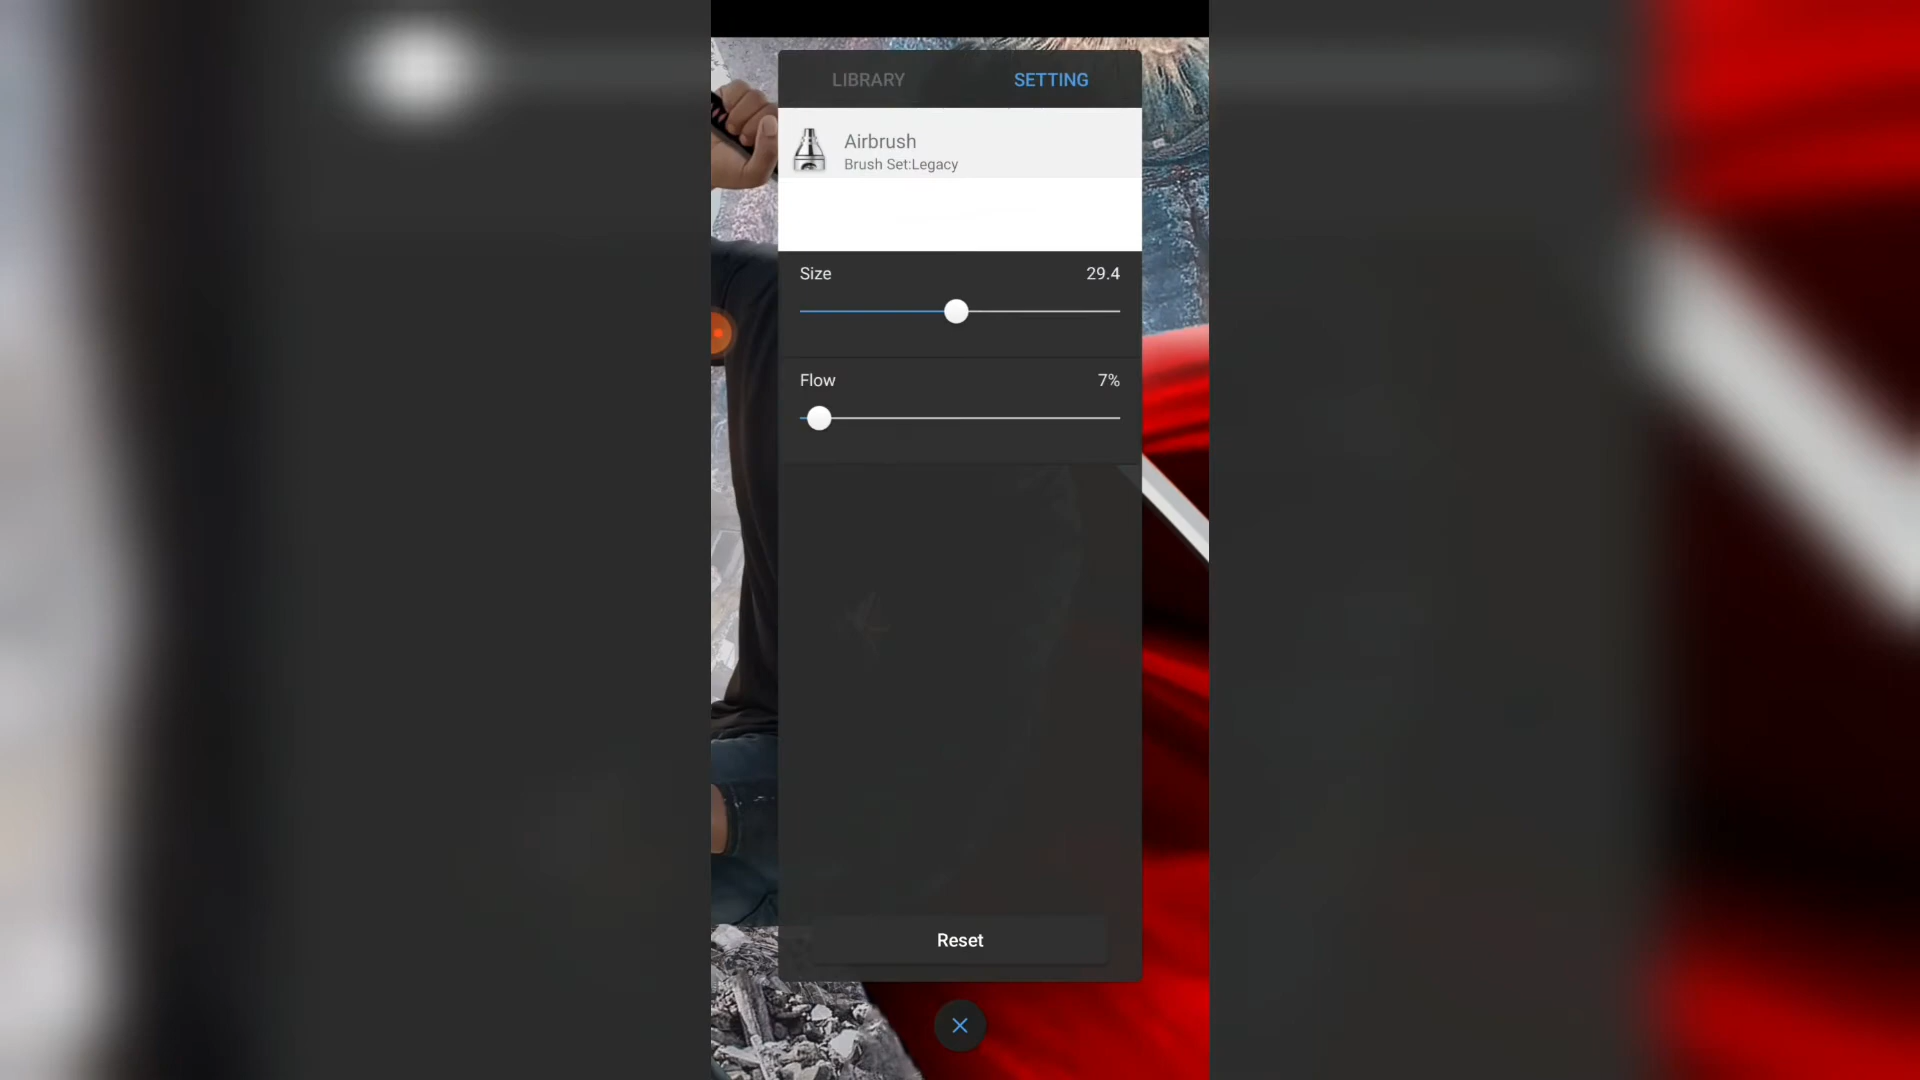 LIBRARY
SETTING
Airbrush
Brush Set:Legacy
Size
29.4
Flow
7%
Reset